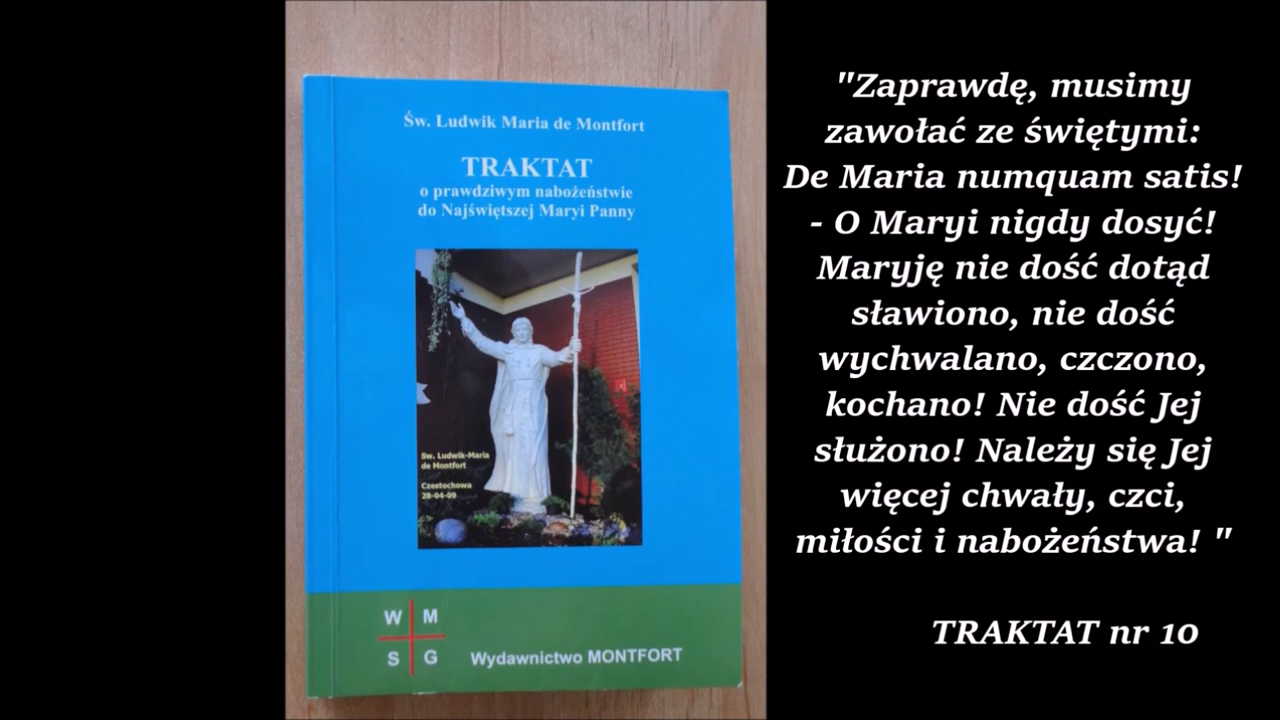 Św. Ludwik Maria de Montfort
TRAKTAT
o prawdziwym nabożeństwie
do Najświętszej Maryi Panny
Sw. Ludwik-Maria
de Montfort
Czestochowa
28-04-09
W M
S G
Wydawnictwo MONTFORT
"Zaprawdę, musimy
zawołać ze świętymi:
De Maria numquam satis!
- O Maryi nigdy dosyć!
Maryję nie dość dotąd
sławiono, nie dość
wychwalano, czczono,
kochano! Nie dość Jej
służono! Należy się Jej
więcej chwały, czci,
miłości i nabożeństwa! "
TRAKTAT nr 10